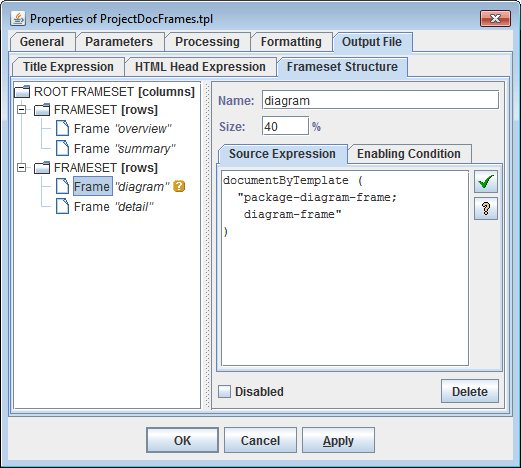 Properties of ProjectDocFrames.tpl
General Parameters Processing Formatting Output File
Title Expression HTML Head Expression Frameset Structure
ROOT FRAMESET [columns]
FRAMESET [rows]
Frame "overview"
Frame "summary"
FRAMESET [rows]
Frame "diagram" ?
Frame "detail"
Name: diagram
Size: 40 %
Source Expression Enabling Condition
documentByTemplate (
"package-diagram-frame;
diagram-frame"
)
?
Disabled Delete
OK Cancel Apply